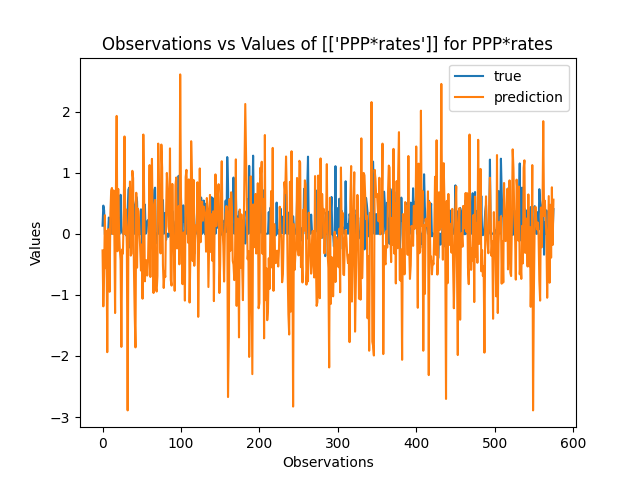 Observations vs Values of [['PPP*rates']] for PPP*rates
true
prediction
2
1
0
−1
−2
−3
Values
0
100
200
300
400
500
600
Observations